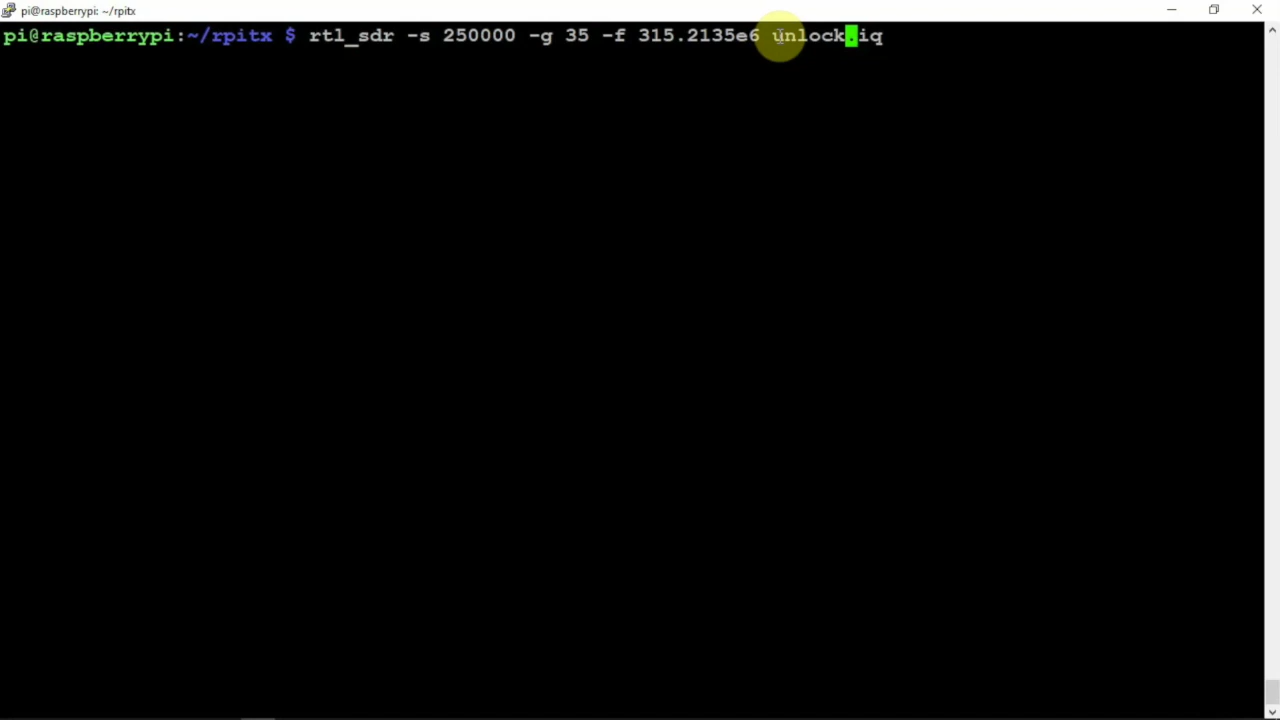 pi@raspberrypi: ~/rpitx
pi@raspberrypi:~/rpitx $ rtl_sdr -s 250000 -g 35 -f 315.2135e6 unlock.iq